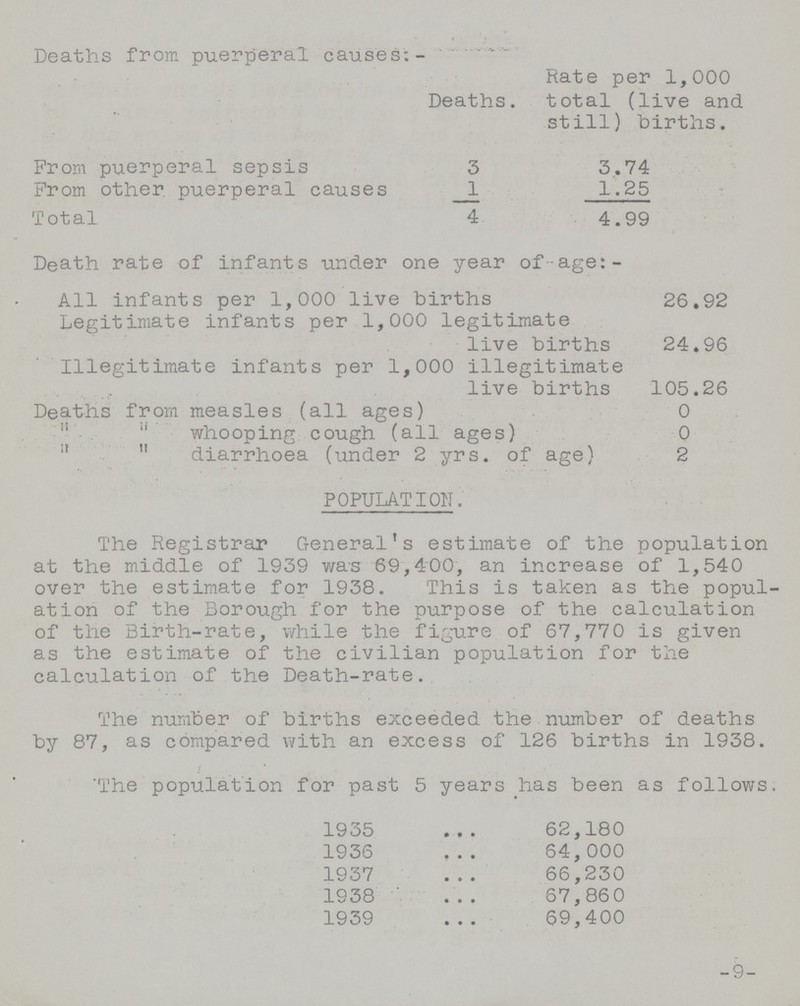 Deaths from puerperal causes:-
Rate per 1,000
Deaths. total (live and
still) births.
From puerperal sepsis 3 3.74
From other puerperal causes 1 1.25
Total 4 4.99
Death rate of infants under one year of age:-
All infants per 1,000 live births 26.92
Legitimate infants per 1,000 legitimate
live births 24.96
Illegitimate infants per 1,000 illegitimate
live births 105.26
Deaths from measles (all ages) 0
" " whooping cough (all ages) 0
" " diarrhoea (under 2 yrs. of age) 2
POPULATION.
The Registrar General's estimate of the population
at the middle of 1939 was 69,400, an increase of 1,540
over the estimate for 1938. This is taken as the popul-
ation of the Borough for the purpose of the calculation
of the Birth-rate, while the figure of 67,770 is given
as the estimate of the civilian population for the
calculation of the Death-rate.
The number of births exceeded the number of deaths
by 87, as compared with an excess of 126 births in 1938.
The population for past 5 years has been as follows.
1935 ... 62,180
1936 ... 64,000
1937 ... 66,230
1938 ... 67,860
1939 ... 69,400
-9-